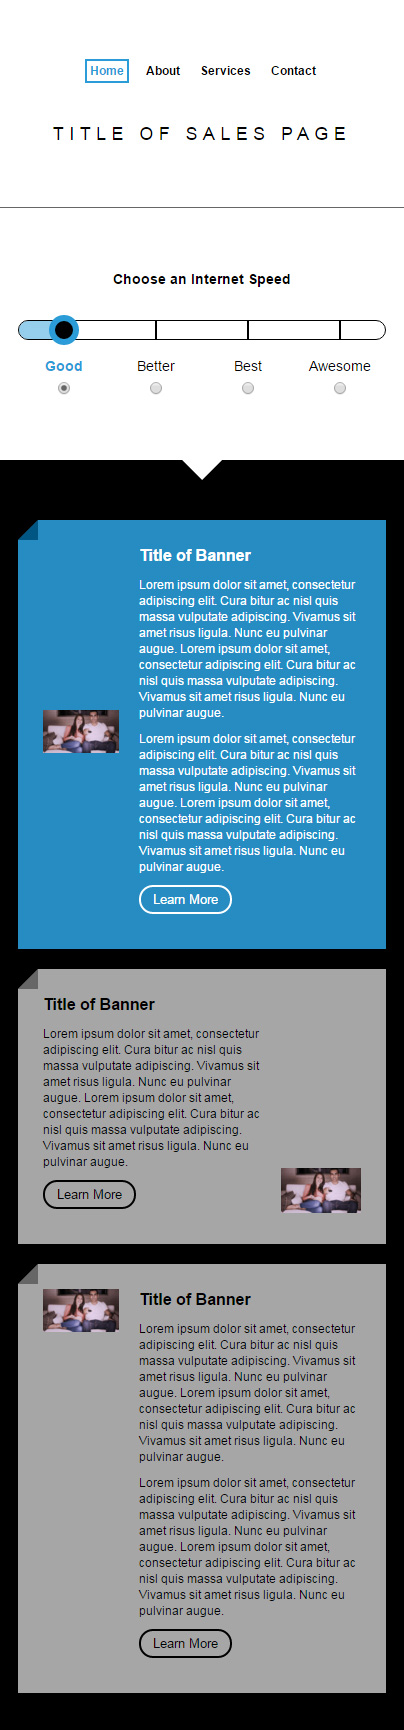 Home About Services Contact
TITLE OF SALES PAGE
Choose an Internet Speed
Good Better Best Awesome
Title of Banner
Lorem ipsum dolor sit amet, consectetur
adipiscing elit. Cura bitur ac nisl quis
massa vulputate adipiscing. Vivamus sit
amet risus ligula. Nunc eu pulvinar
augue. Lorem ipsum dolor sit amet,
consectetur adipiscing elit. Cura bitur ac
nisl quis massa vulputate adipiscing.
Vivamus sit amet risus ligula. Nunc eu
pulvinar augue.
Lorem ipsum dolor sit amet, consectetur
adipiscing elit. Cura bitur ac nisl quis
massa vulputate adipiscing. Vivamus sit
amet risus ligula. Nunc eu pulvinar
augue. Lorem ipsum dolor sit amet,
consectetur adipiscing elit. Cura bitur ac
nisl quis massa vulputate adipiscing.
Vivamus sit amet risus ligula. Nunc eu
pulvinar augue.
Learn More
Title of Banner
Lorem ipsum dolor sit amet, consectetur
adipiscing elit. Cura bitur ac nisl quis
massa vulputate adipiscing. Vivamus sit
amet risus ligula. Nunc eu pulvinar
augue. Lorem ipsum dolor sit amet,
consectetur adipiscing elit. Cura bitur ac
nisl quis massa vulputate adipiscing.
Vivamus sit amet risus ligula. Nunc eu
pulvinar augue.
Learn More
Title of Banner
Lorem ipsum dolor sit amet, consectetur
adipiscing elit. Cura bitur ac nisl quis
massa vulputate adipiscing. Vivamus sit
amet risus ligula. Nunc eu pulvinar
augue. Lorem ipsum dolor sit amet,
consectetur adipiscing elit. Cura bitur ac
nisl quis massa vulputate adipiscing.
Vivamus sit amet risus ligula. Nunc eu
pulvinar augue.
Lorem ipsum dolor sit amet, consectetur
adipiscing elit. Cura bitur ac nisl quis
massa vulputate adipiscing. Vivamus sit
amet risus ligula. Nunc eu pulvinar
augue. Lorem ipsum dolor sit amet,
consectetur adipiscing elit. Cura bitur ac
nisl quis massa vulputate adipiscing.
Vivamus sit amet risus ligula. Nunc eu
pulvinar augue.
Learn More